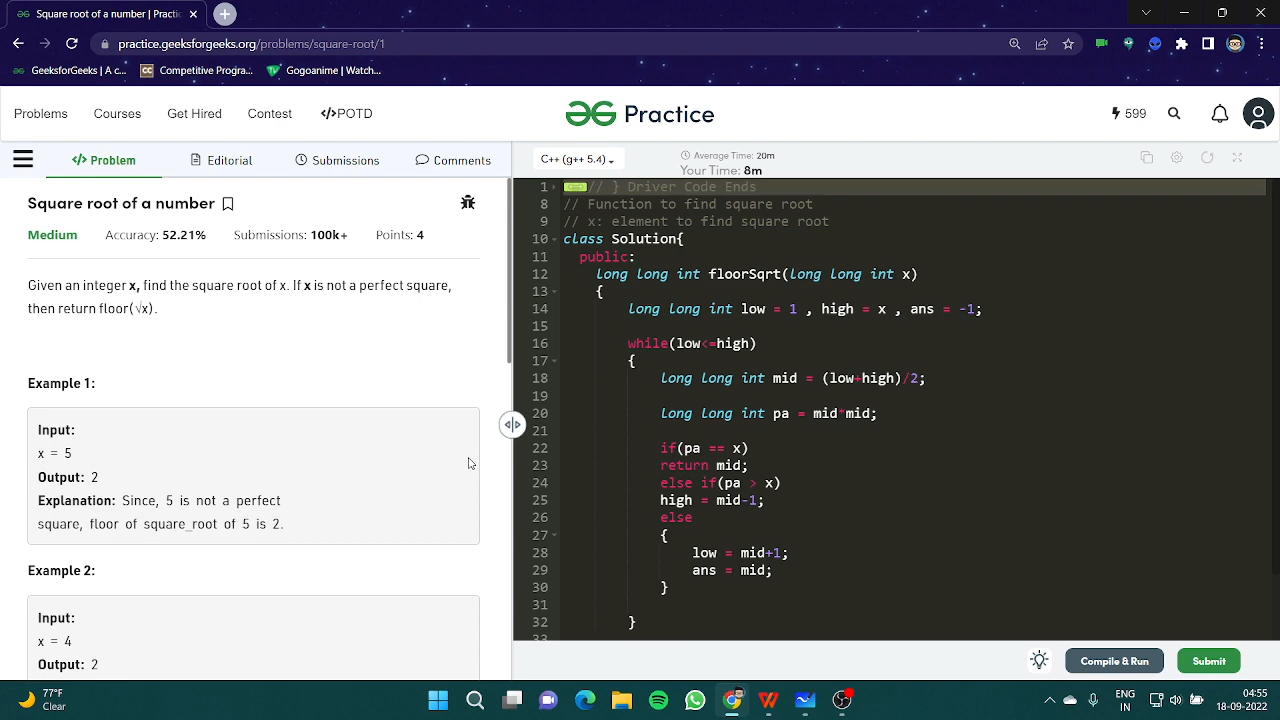 Square root of a number | Practi
practice.geeksforgeeks.org/problems/square-root/1
GeeksforGeeks | A c...
CC
Competitive Progra...
Gogoanime | Watch...
Problems
Courses
Get Hired
Contest
</>POTD
Practice
599
</> Problem
Editorial
Submissions
Comments
C++ (g++ 5.4)
Average Time: 20m
Your Time: 8m
Square root of a number
Medium
Accuracy: 52.21%
Submissions: 100k+
Points: 4
Given an integer x, find the square root of x. If x is not a perfect square,
then return floor(√x).
Example 1:
Input:
x = 5
Output: 2
Explanation: Since, 5 is not a perfect
square, floor of square_root of 5 is 2.
Example 2:
Input:
x = 4
Output: 2
1 // } Driver Code Ends
8 // Function to find square root
9 // x: element to find square root
10 class Solution{
11 public:
12 long long int floorSqrt(long long int x)
13 {
14 long long int low = 1 , high = x , ans = -1;
15
16 while(low<=high)
17 {
18 long long int mid = (low+high)/2;
19
20 long long int pa = mid*mid;
21
22 if(pa == x)
23 return mid;
24 else if(pa > x)
25 high = mid-1;
26 else
27 {
28 low = mid+1;
29 ans = mid;
30 }
31
32 }
33
Compile & Run
Submit
77°F
Clear
ENG
IN
04:55
18-09-2022